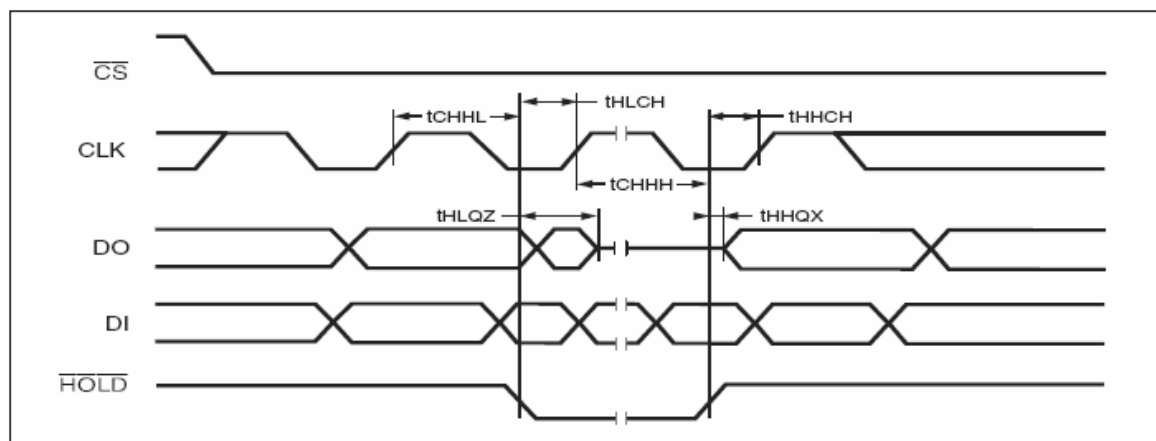 CS
tHLCH
tCHHL
tHHCH
CLK
tCHHH
tHLQZ
tHHQX
DO
DI
HOLD